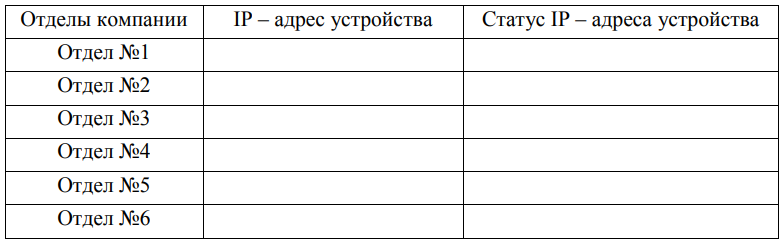 Отделы компании IP – адрес устройства Статус IP – адреса устройства
Отдел №1
Отдел №2
Отдел №3
Отдел №4
Отдел №5
Отдел №6